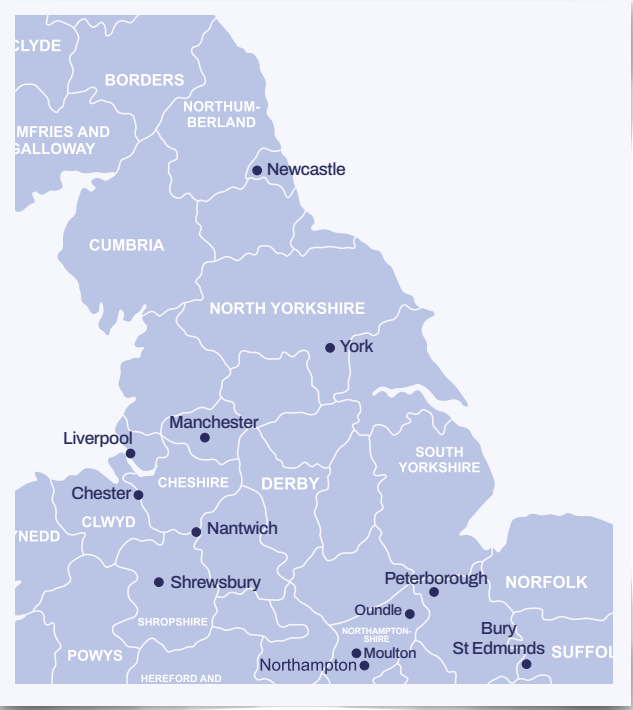 CLYDE
BORDERS
NORTHUM-
BERLAND
MFRIES AND
GALLOWAY
Newcastle
CUMBRIA
NORTH YORKSHIRE
York
Manchester
Liverpool
SOUTH
YORKSHIRE
CHESHIRE
DERBY
Chester
CLWYD
YNEDD
Nantwich
Peterborough
NORFOLK
Shrewsbury
Oundle
SHROPSHIRE
NORTHAMPTON-
SHIRE
Bury
St Edmunds
SUFFOL
POWYS
Moulton
Northampton
HEREFORD AND